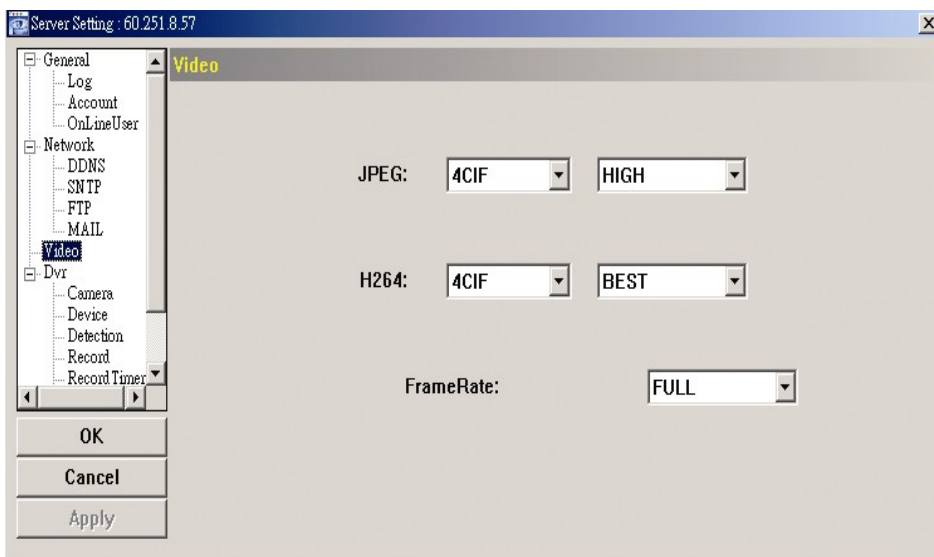 Server Setting : 60.251.8.57
General
Log
Account
OnLineUser
Network
DDNS
SNTP
FTP
MAIL
Video
Dvr
Camera
Device
Detection
Record
Record Timer
OK
Cancel
Apply
Video
JPEG: 4CIF HIGH
H264: 4CIF BEST
FrameRate: FULL